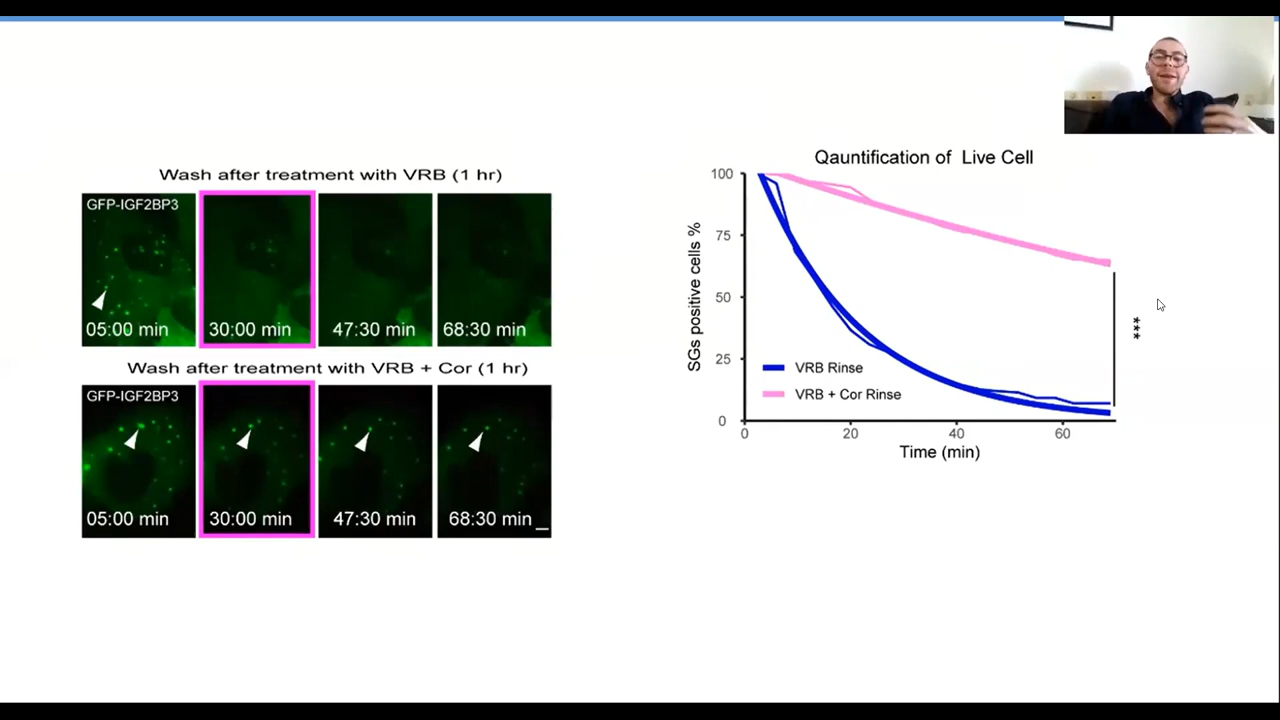 Wash after treatment with VRB (1 hr)
GFP-IGF2BP3
05:00 min
30:00 min
47:30 min
68:30 min
Wash after treatment with VRB + Cor (1 hr)
GFP-IGF2BP3
05:00 min
30:00 min
47:30 min
68:30 min
Qauntification of Live Cell
100
75
50
25
0
SGs positive cells %
VRB Rinse
VRB + Cor Rinse
***
0
20
40
60
Time (min)